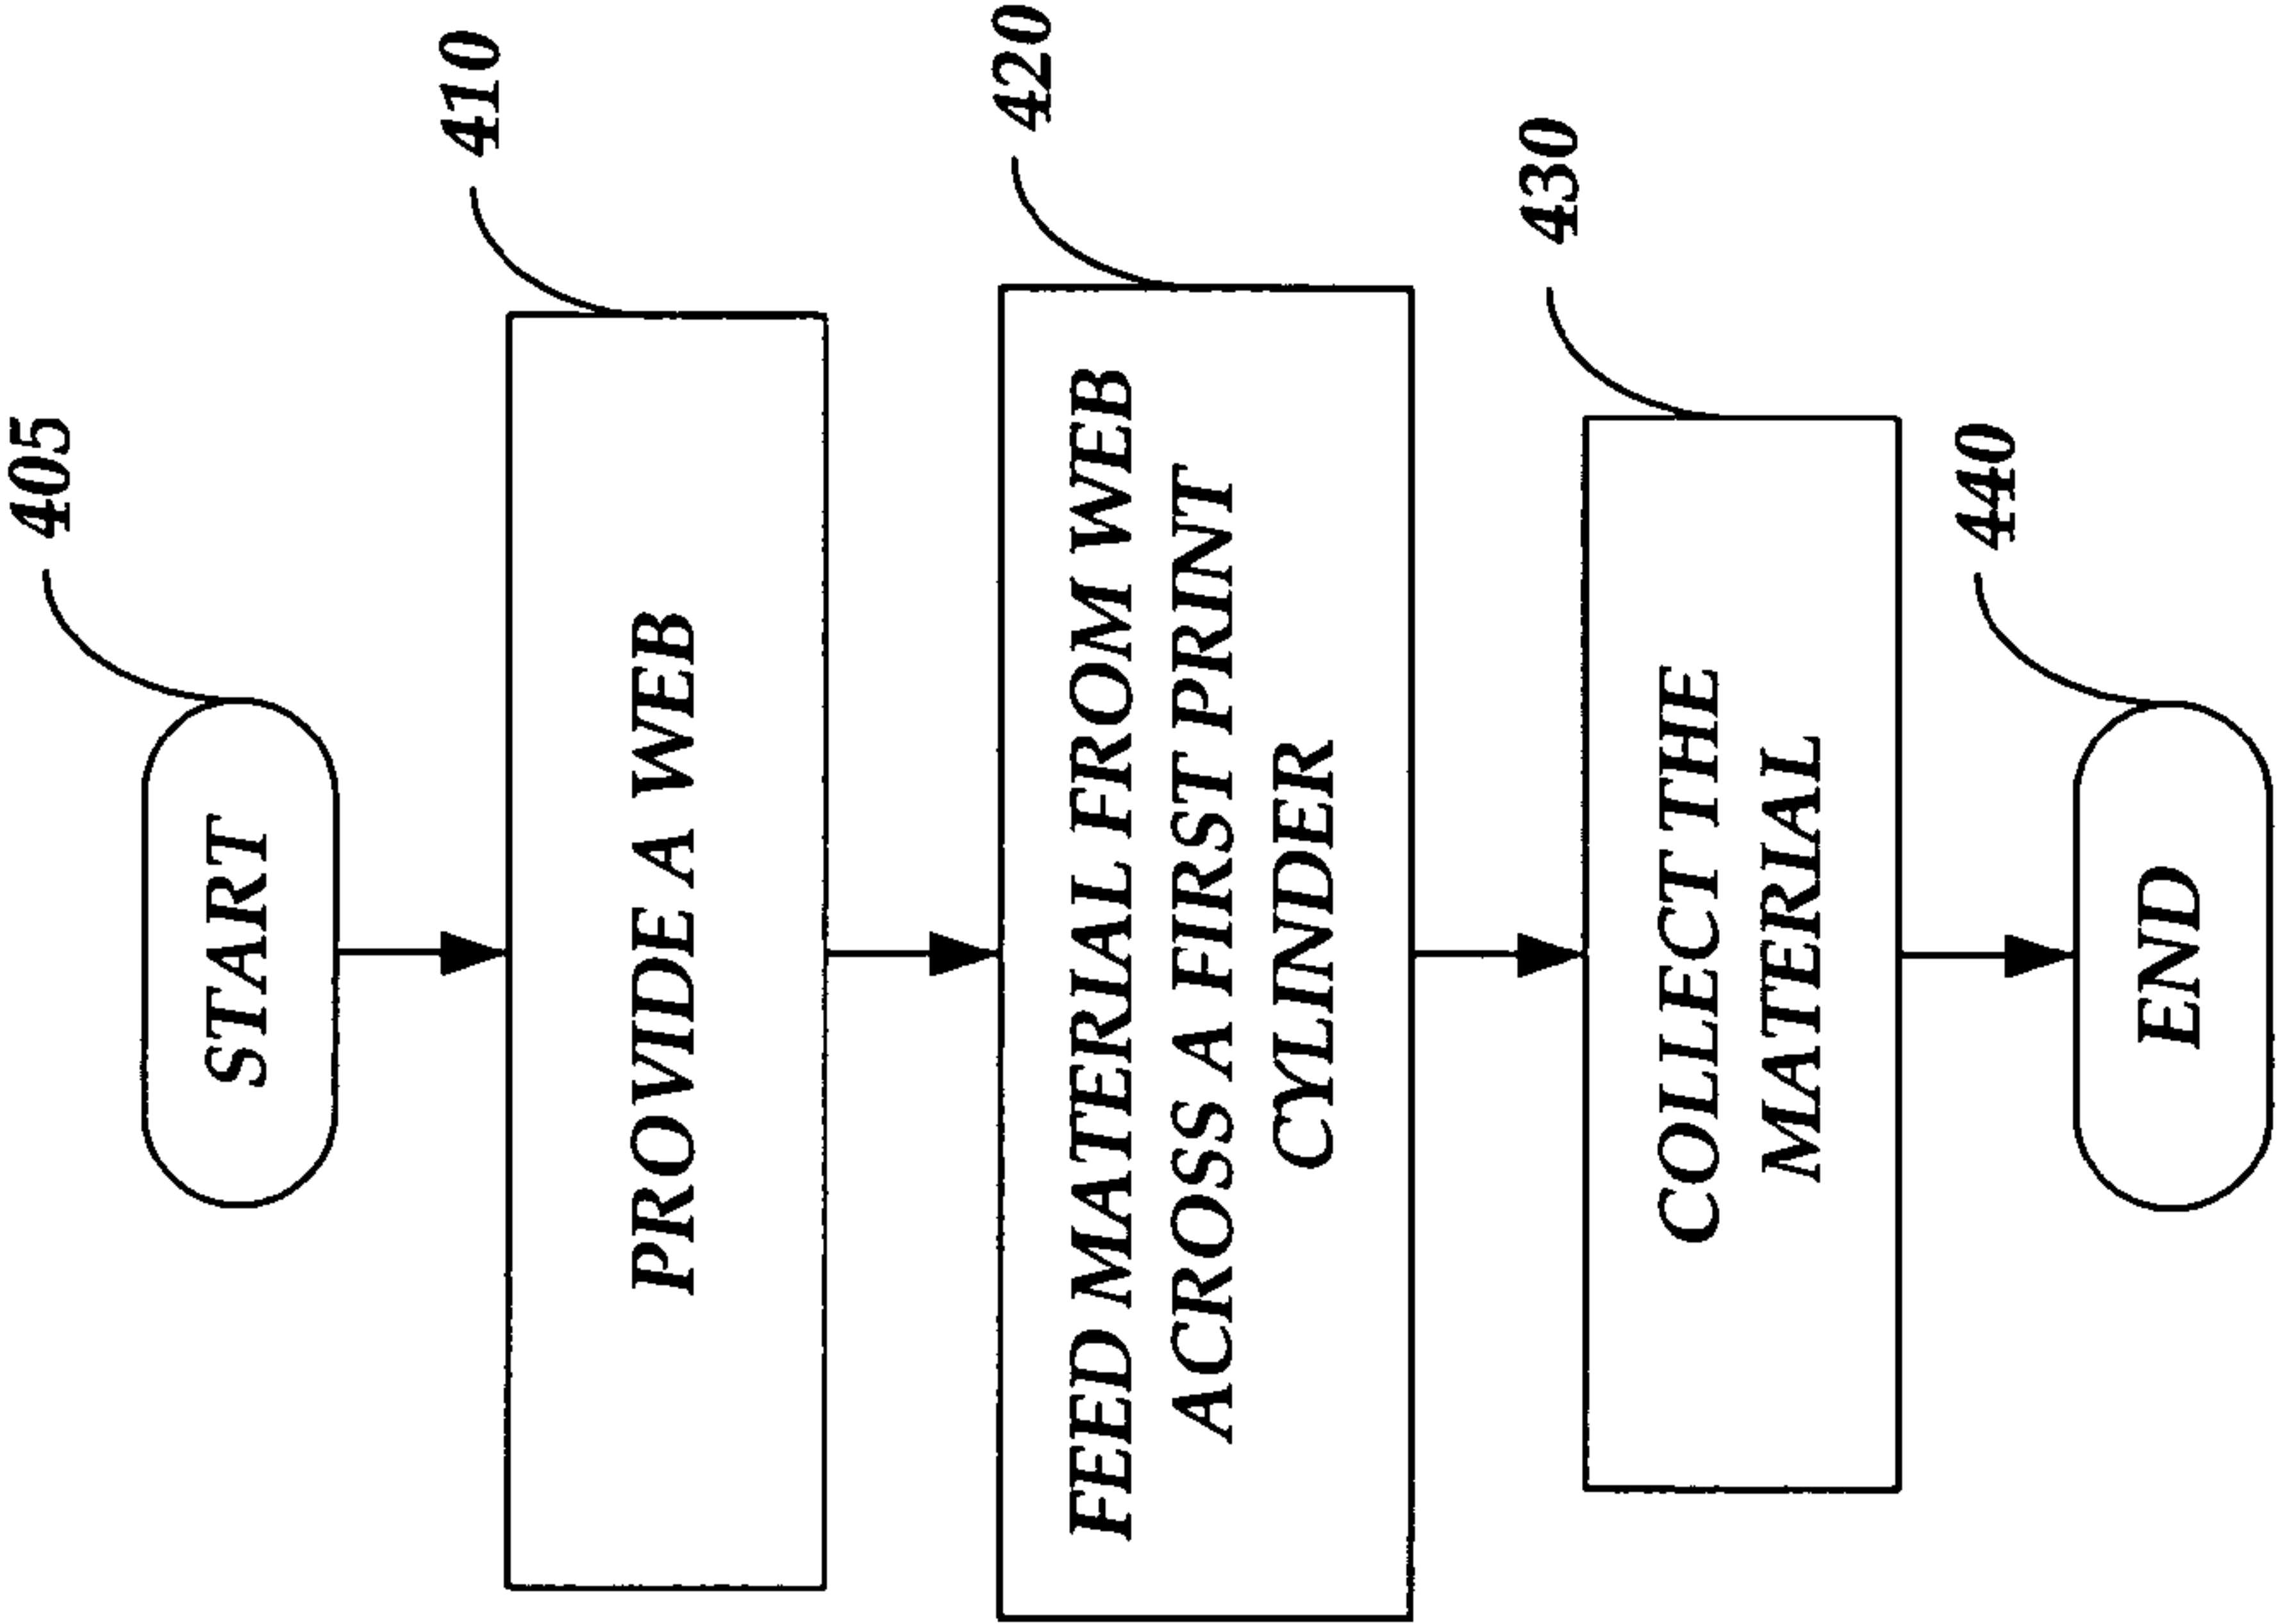 405
START
410
PROVIDE A WEB
420
FEED MATERIAL FROM WEB
ACROSS A FIRST PRINT
CYLINDER
430
COLLECT THE
MATERIAL
440
END